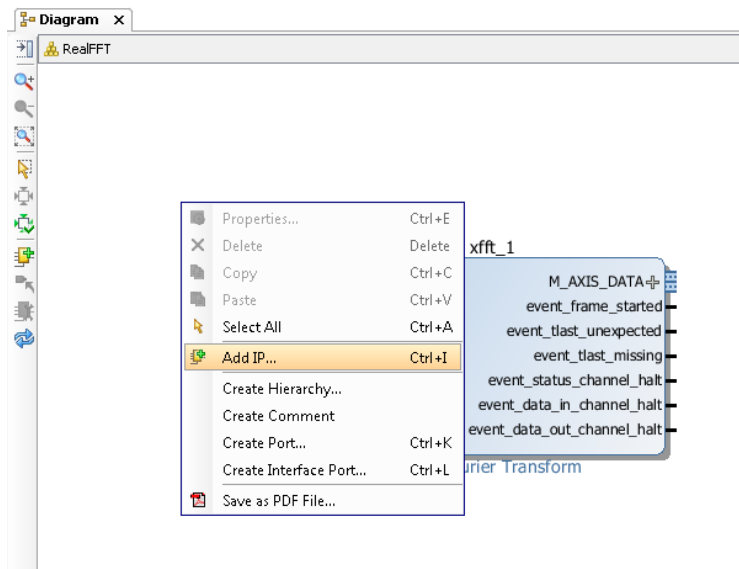 Diagram X
RealFFT
Properties... Ctrl+E
Delete Delete
Copy Ctrl+C
Paste Ctrl+V
Select All Ctrl+A
Add IP... Ctrl+I
Create Hierarchy...
Create Comment
Create Port... Ctrl+K
Create Interface Port... Ctrl+L
Save as PDF File...
xfft_1
M_AXIS_DATA
event_frame_started
event_tlast_unexpected
event_tlast_missing
event_status_channel_halt
event_data_in_channel_halt
event_data_out_channel_halt
Transform